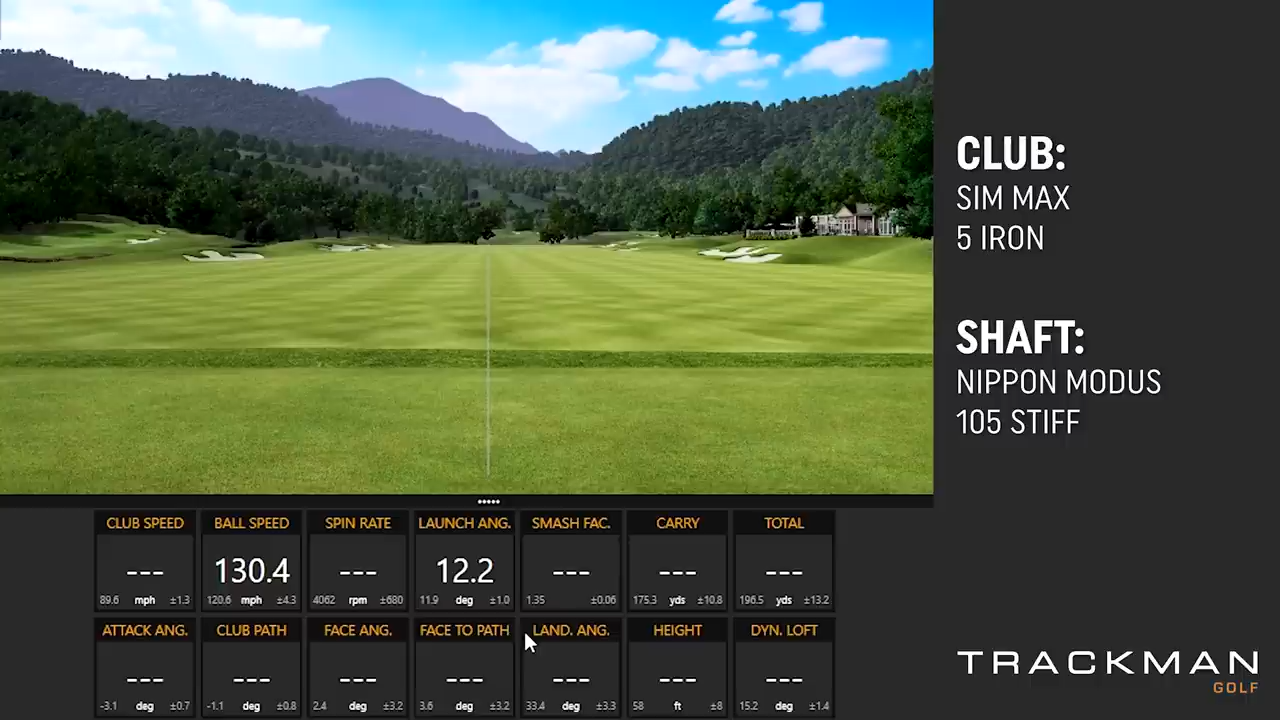 CLUB:
SIM MAX
5 IRON
SHAFT:
NIPPON MODUS
105 STIFF
CLUB SPEED BALL SPEED SPIN RATE LAUNCH ANG. SMASH FAC. CARRY TOTAL
--- 130.4 --- 12.2 --- --- ---
89.6 mph ±1.3 120.6 mph ±4.3 4062 rpm ±680 11.9 deg ±1.0 1.35 ±0.06 175.3 yds ±10.8 196.5 yds ±13.2
ATTACK ANG. CLUB PATH FACE ANG. FACE TO PATH LAND. ANG. HEIGHT DYN. LOFT
--- --- --- --- --- --- ---
-3.1 deg ±0.7 -1.1 deg ±0.8 2.4 deg ±3.2 3.6 deg ±3.2 33.4 deg ±3.3 58 ft ±8 15.2 deg ±1.4
TRACKMAN
GOLF